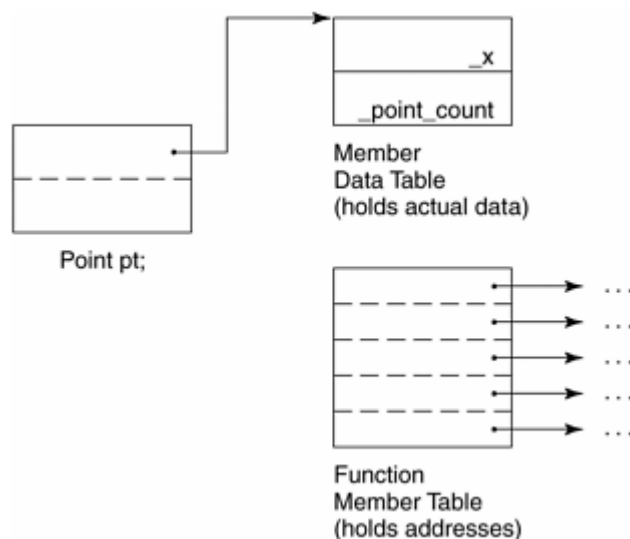 _x
_point_count
Member
Data Table
(holds actual data)
Point pt;
. . .
. . .
. . .
. . .
. . .
Function
Member Table
(holds addresses)